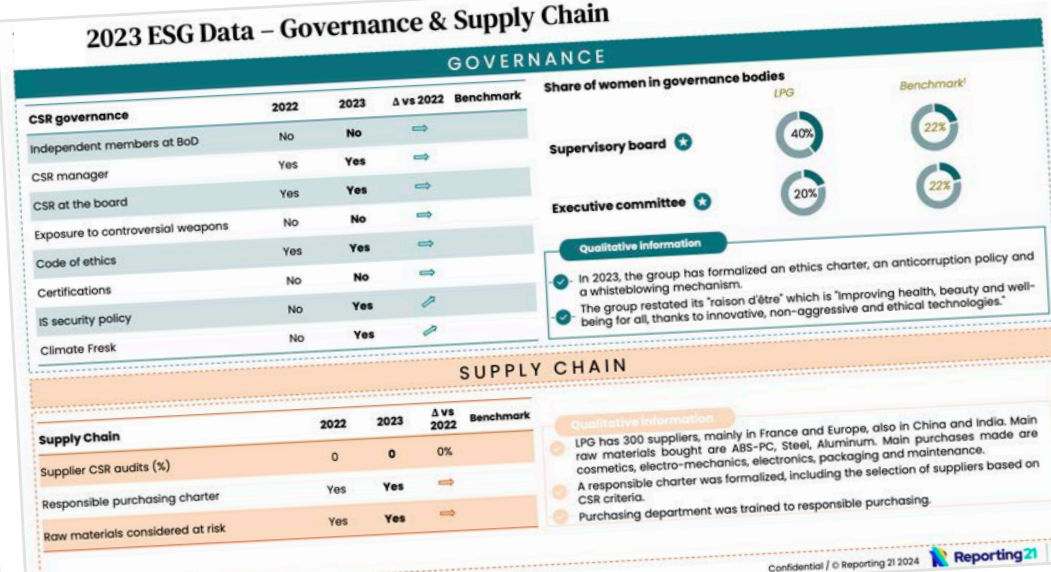 2023 ESG Data – Governance & Supply Chain
GOVERNANCE
CSR governance 2022 2023 Δ vs 2022 Benchmark
Independent members at BoD No No ⇨
CSR manager Yes Yes ⇨
CSR at the board Yes Yes ⇨
Exposure to controversial weapons No No ⇨
Code of ethics Yes Yes ⇨
Certifications No No ⇨
IS security policy No Yes
Climate Fresk No Yes
Share of women in governance bodies
LPG Benchmark¹
Supervisory board 40% 22%
Executive committee 20% 22%
Qualitative information
In 2023, the group has formalized an ethics charter, an anticorruption policy and
a whisteblowing mechanism.
The group restated its "raison d'être" which is "Improving health, beauty and well-
being for all, thanks to innovative, non-aggressive and ethical technologies."
SUPPLY CHAIN
Supply Chain 2022 2023 Δ vs 2022 Benchmark
Supplier CSR audits (%) 0 0 0%
Responsible purchasing charter Yes Yes ⇨
Raw materials considered at risk Yes Yes ⇨
Qualitative information
LPG has 300 suppliers, mainly in France and Europe, also in China and India. Main
raw materials bought are ABS-PC, Steel, Aluminum. Main purchases made are
cosmetics, electro-mechanics, electronics, packaging and maintenance.
A responsible charter was formalized, including the selection of suppliers based on
CSR criteria.
Purchasing department was trained to responsible purchasing.
Confidential / © Reporting 21 2024 Reporting21